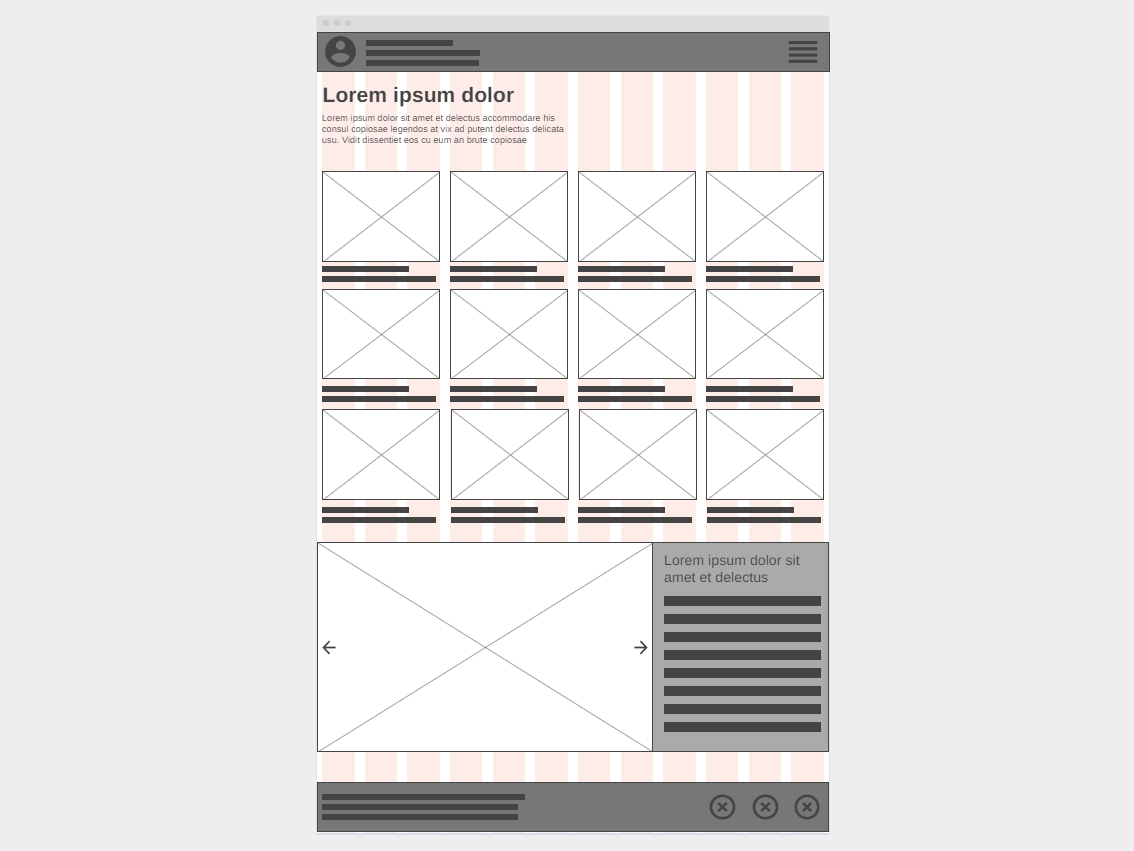 Lorem ipsum dolor
Lorem ipsum dolor sit amet et delectus accommodare his
consul copiosae legendos at vix ad putent delectus delicata
usu. Vidit dissentiet eos cu eum an brute copiosae
Lorem ipsum dolor sit
amet et delectus